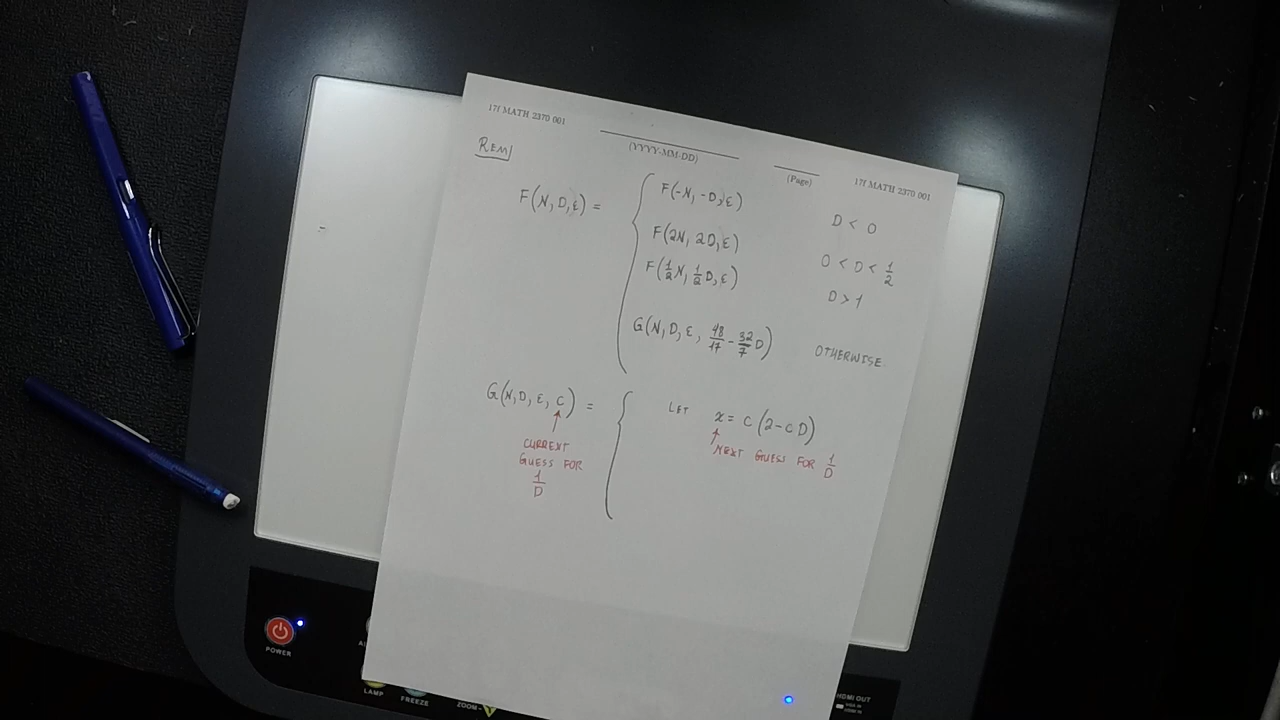 17f MATH 2370 001
(YYYY-MM-DD)
(Page)
17f MATH 2370 001
REM/
F(N, D, ε) =
F(-N, -D, ε) D < 0
F(2N, 2D, ε) 0 < D < 1/2
F(1/2 N, 1/2 D, ε) D > 1
G(N, D, ε, 48/17 - 32/7 D) OTHERWISE
G(N, D, ε, C) =
LET x = C(2 - CD)
CURRENT
GUESS FOR
1/D
NEXT GUESS FOR 1/D
POWER
LAMP
FREEZE
ZOOM
HDMI OUT